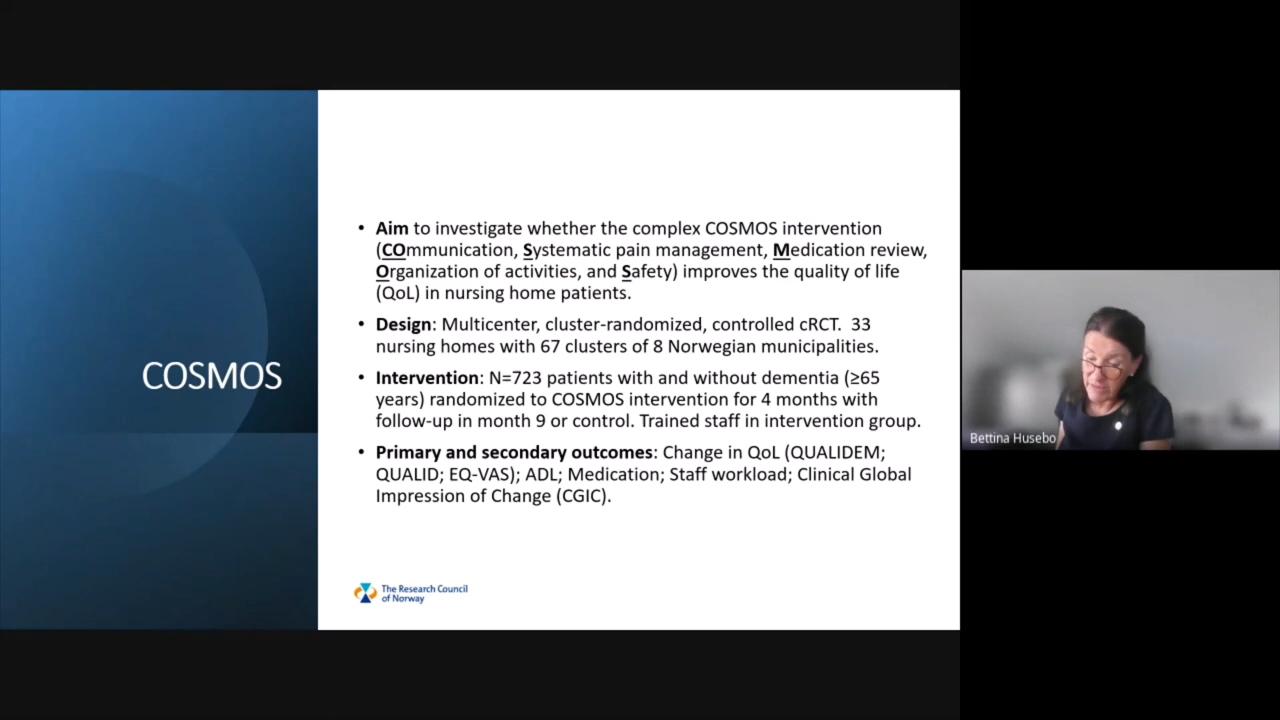 COSMOS
• Aim to investigate whether the complex COSMOS intervention
(COmmunication, Systematic pain management, Medication review,
Organization of activities, and Safety) improves the quality of life
(QoL) in nursing home patients.
• Design: Multicenter, cluster-randomized, controlled cRCT. 33
nursing homes with 67 clusters of 8 Norwegian municipalities.
• Intervention: N=723 patients with and without dementia (≥65
years) randomized to COSMOS intervention for 4 months with
follow-up in month 9 or control. Trained staff in intervention group.
• Primary and secondary outcomes: Change in QoL (QUALIDEM;
QUALID; EQ-VAS); ADL; Medication; Staff workload; Clinical Global
Impression of Change (CGIC).
The Research Council
of Norway
Bettina Husebo